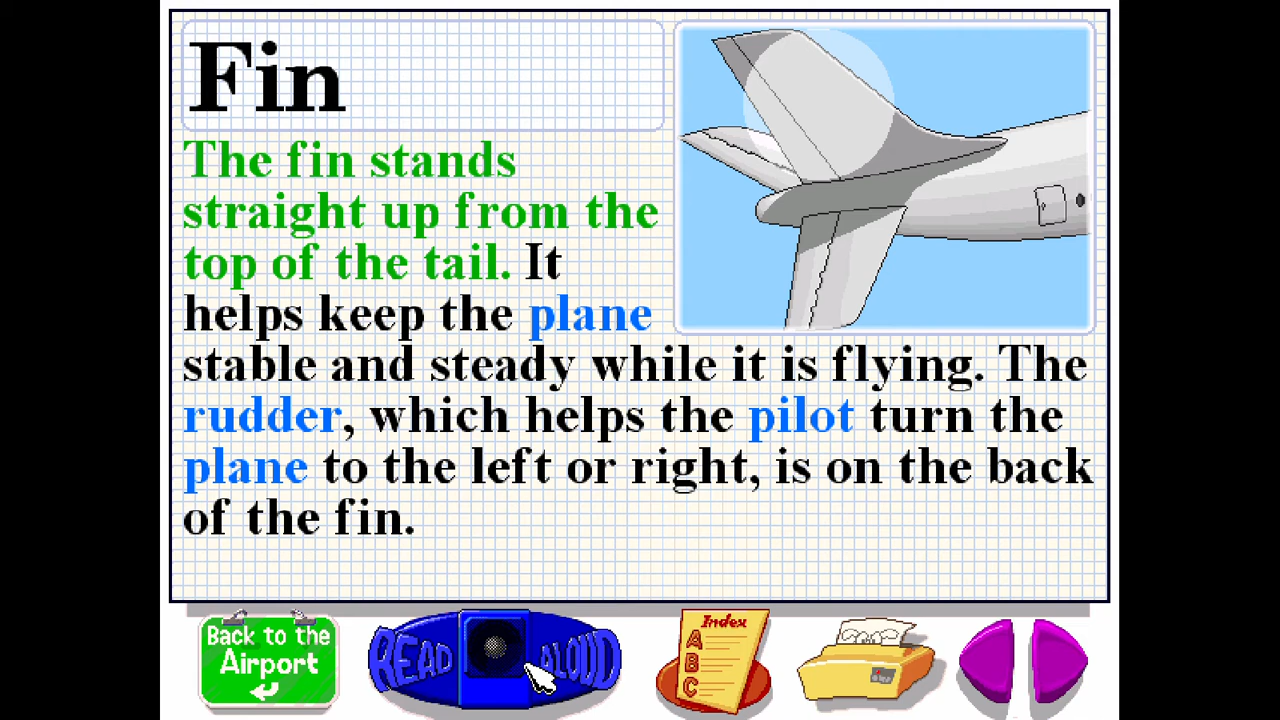 Fin
The fin stands
straight up from the
top of the tail. It
helps keep the plane
stable and steady while it is flying. The
rudder, which helps the pilot turn the
plane to the left or right, is on the back
of the fin.
Back to the
Airport
READ ALOUD
Index
A
B
C